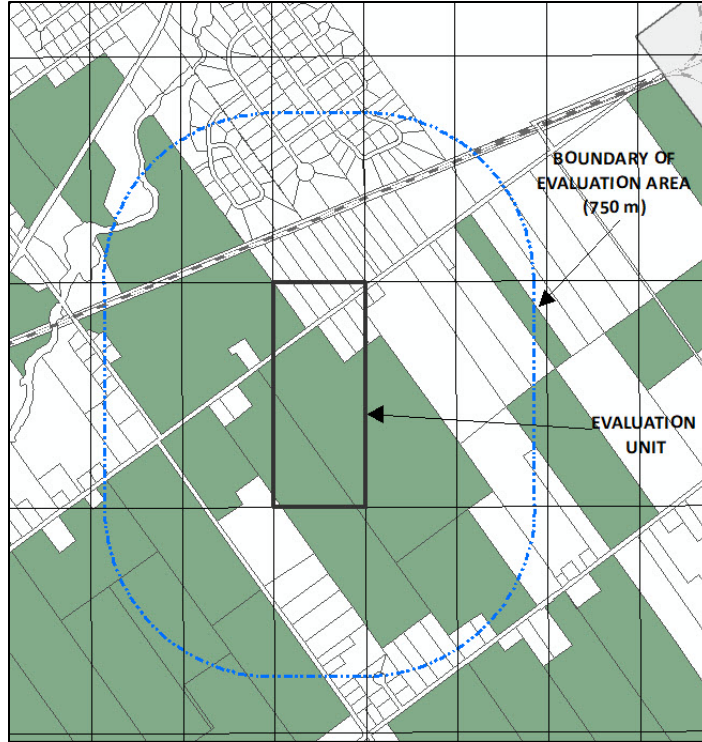 BOUNDARY OF
EVALUATION AREA
(750 m)
EVALUATION
UNIT